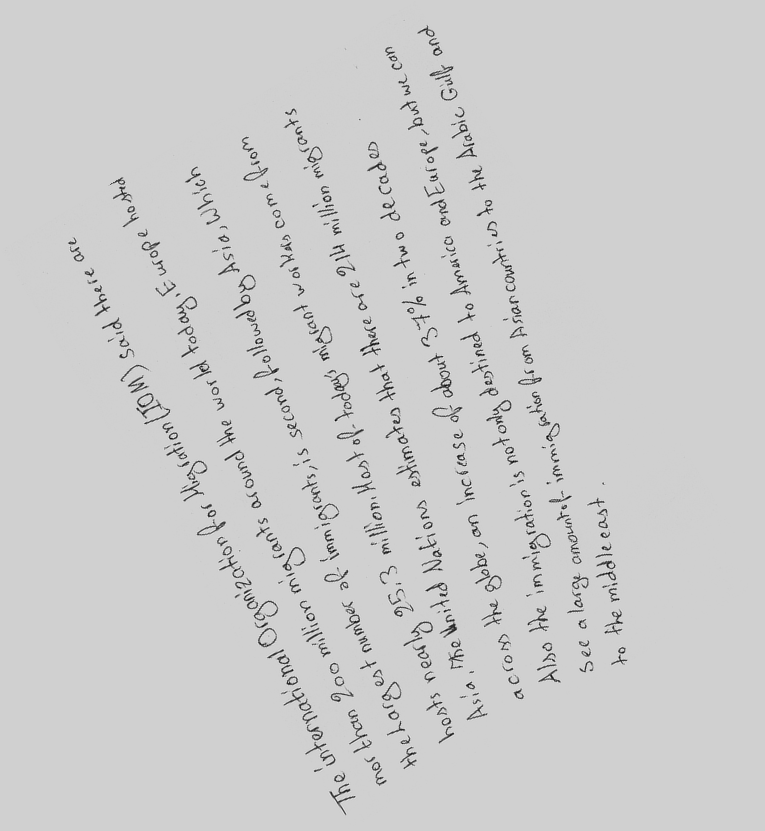 The international Organization for Migration (IOM) said there are
mor than 200 million migrants around the world today, Europe hosted
the Largest number of immigrants, is second, followed by Asia, which
hosts nearly 25.3 million. Most of today's migrant workers come from
Asia. The United Nations estimates that there are 214 million migrants
across the globe, an increase of about 37% in two decades
Also the immigration is not only destined to America and Europe, but we can
see a large amount of immigration from Asian countries to the Arabic Gulf and
to the middle east.